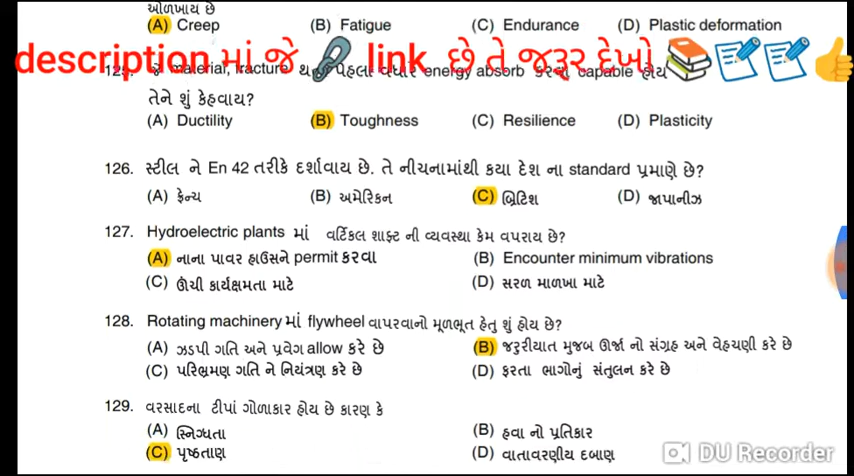 ઓળખાય છે
(A) Creep (B) Fatigue (C) Endurance (D) Plastic deformation
description માં જે link છે તે જરૂર દેખો
125. જે material, fracture થતા પહેલા વધારે energy absorb કરવા capable હોય
તેને શું કેહવાય?
(A) Ductility (B) Toughness (C) Resilience (D) Plasticity
126. સ્ટીલ ને En 42 તરીકે દર્શાવાય છે. તે નીચનામાંથી કયા દેશ ના standard પ્રમાણે છે?
(A) ફ્રેન્ચ (B) અમેરિકન (C) બ્રિટિશ (D) જાપાનીઝ
127. Hydroelectric plants માં વર્ટિકલ શાફ્ટ ની વ્યવસ્થા કેમ વપરાય છે?
(A) નાના પાવર હાઉસને permit કરવા (B) Encounter minimum vibrations
(C) ઊંચી કાર્યક્ષમતા માટે (D) સરળ માળખા માટે
128. Rotating machinery માં flywheel વાપરવાનો મૂળભૂત હેતુ શું હોય છે?
(A) ઝડપી ગતિ અને પ્રવેગ allow કરે છે (B) જરુરીયાત મુજબ ઊર્જા નો સંગ્રહ અને વેહચણી કરે છે
(C) પરિભ્રમણ ગતિ ને નિયંત્રણ કરે છે (D) ફરતા ભાગોનું સંતુલન કરે છે
129. વરસાદના ટીપાં ગોળાકાર હોય છે કારણ કે
(A) સ્નિગ્ધતા (B) હવા નો પ્રતિકાર
(C) પૃષ્ઠતાણ (D) વાતાવરણીય દબાણ
DU Recorder